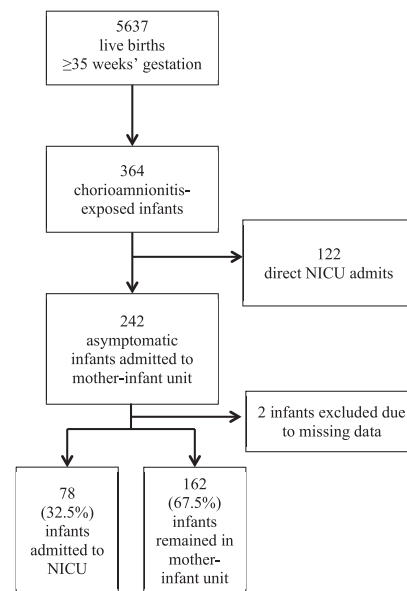 5637
live births
≥35 weeks' gestation
364
chorioamnionitis-
exposed infants
122
direct NICU admits
242
asymptomatic
infants admitted to
mother-infant unit
2 infants excluded due
to missing data
78
(32.5%)
infants
admitted to
NICU
162
(67.5%)
infants
remained in
mother-
infant unit